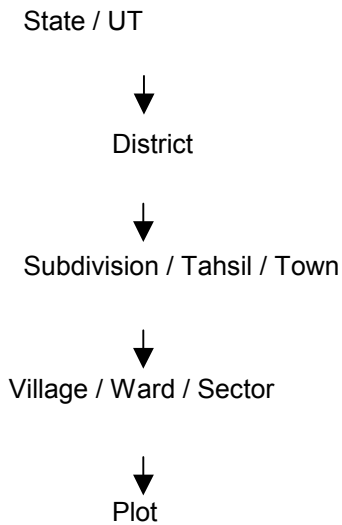 State / UT
District
Subdivision / Tahsil / Town
Village / Ward / Sector
Plot